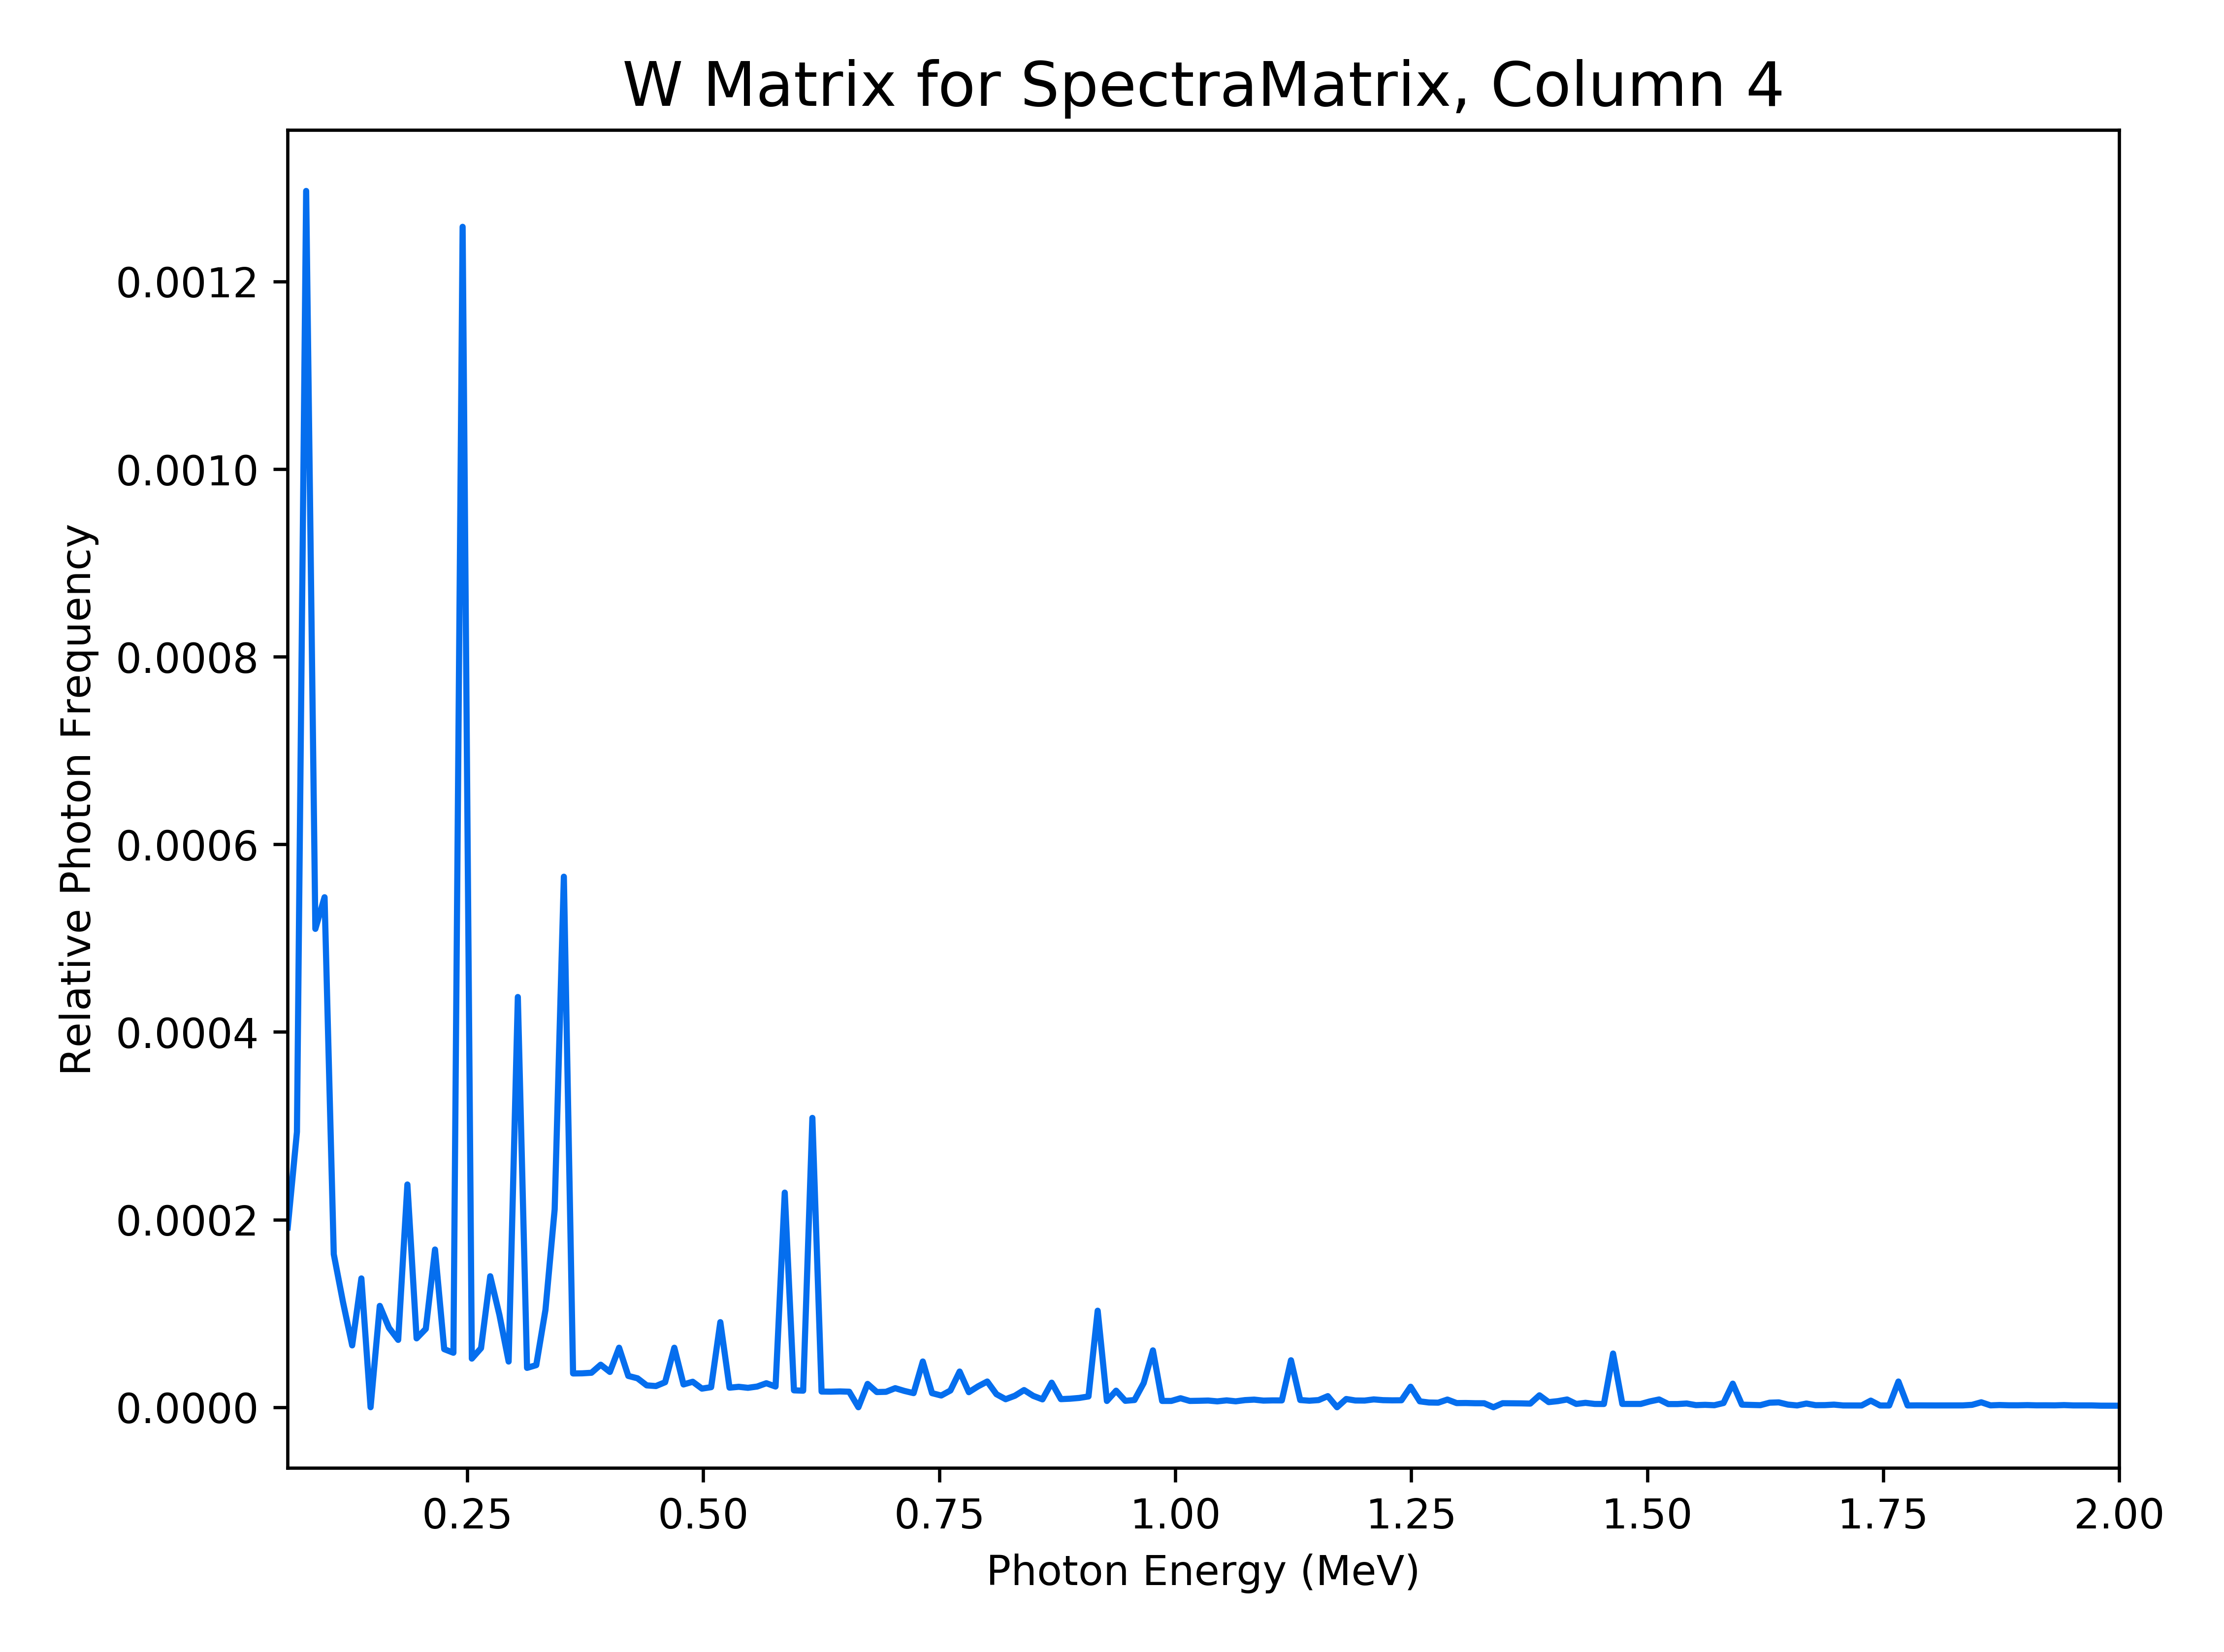 W Matrix for SpectraMatrix, Column 4
Relative Photon Frequency
0.0012
0.0010
0.0008
0.0006
0.0004
0.0002
0.0000
0.25 0.50 0.75 1.00 1.25 1.50 1.75 2.00
Photon Energy (MeV)